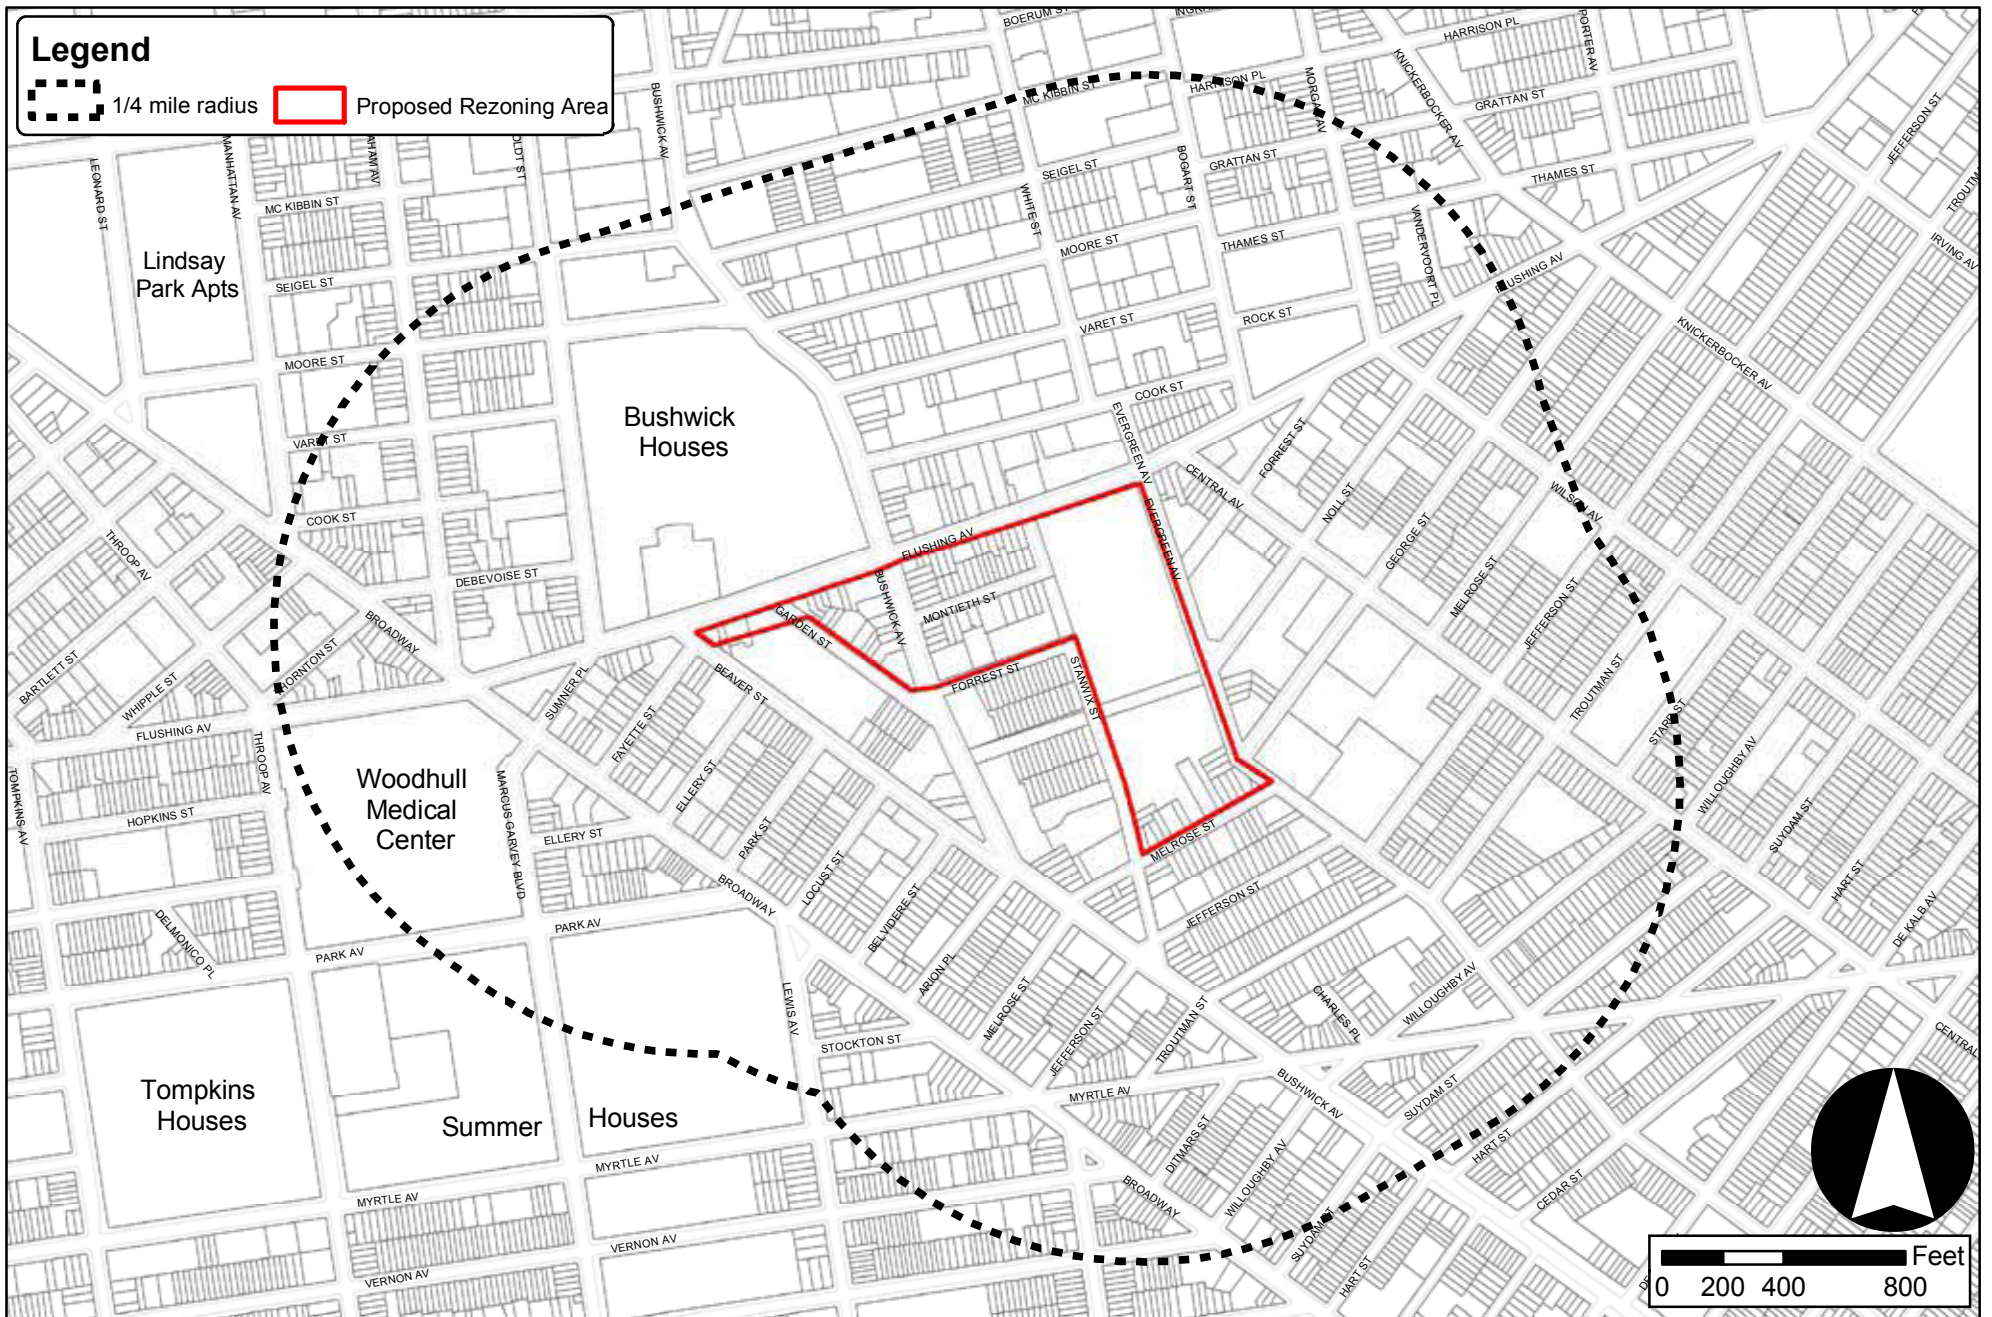 Legend
1/4 mile radius
Proposed Rezoning Area
BOERUM ST
HARRISON PL
PORTER AV
KNICKERBOCKER AV
MC KIBBIN ST
HARRISON PL
MORGAN AV
GRATTAN ST
JEFFERSON ST
BUSHWICK AV
LEONARD ST
MANHATTAN AV
MC KIBBIN ST
SEIGEL ST
BOGART ST
GRATTAN ST
THAMES ST
WHITE ST
VANDERVOORT PL
IRVING AV
Lindsay
Park Apts
MOORE ST
THAMES ST
SEIGEL ST
FLUSHING AV
VARET ST
ROCK ST
KNICKERBOCKER AV
MOORE ST
COOK ST
Bushwick
Houses
EVERGREEN AV
FORREST ST
VARET ST
CENTRAL AV
NOLL ST
WILSON AV
COOK ST
THROOP AV
FLUSHING AV
EVERGREEN AV
GEORGE ST
DEBEVOISE ST
BUSHWICK AV
MONTIETH ST
MELROSE ST
JEFFERSON ST
BROADWAY
GARDEN ST
BARTLETT ST
WHIPPLE ST
THORNTON ST
SUMNER PL
BEAVER ST
FORREST ST
STANWIX ST
TROUTMAN ST
STARR ST
FLUSHING AV
FAYETTE ST
THROOP AV
TOMPKINS AV
Woodhull
Medical
Center
MARCUS GARVEY BLVD
ELLERY ST
WILLOUGHBY AV
HOPKINS ST
ELLERY ST
PARK ST
MELROSE ST
SUYDAM ST
LOCUST ST
BROADWAY
HART ST
BELVIDERE ST
JEFFERSON ST
DE KALB AV
DELMONICO PL
PARK AV
PARK AV
ARION PL
LEWIS AV
MELROSE ST
CHARLES PL
WILLOUGHBY AV
STOCKTON ST
JEFFERSON ST
TROUTMAN ST
CENTRAL
Tompkins
Houses
Summer
Houses
MYRTLE AV
BUSHWICK AV
SUYDAM ST
DITMARS ST
HART ST
MYRTLE AV
MYRTLE AV
BROADWAY
WILLOUGHBY AV
CEDAR ST
VERNON AV
SUYDAM ST
VERNON AV
HART ST
Feet
0 200 400 800